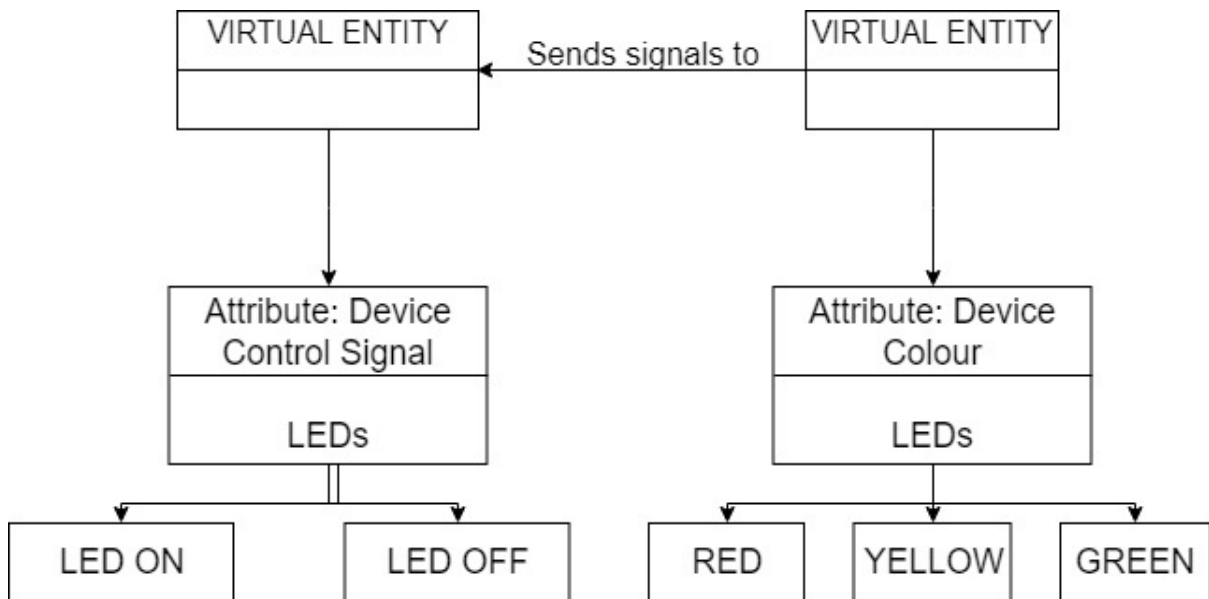 VIRTUAL ENTITY
Sends signals to
VIRTUAL ENTITY
Attribute: Device
Control Signal
LEDs
Attribute: Device
Colour
LEDs
LED ON
LED OFF
RED
YELLOW
GREEN